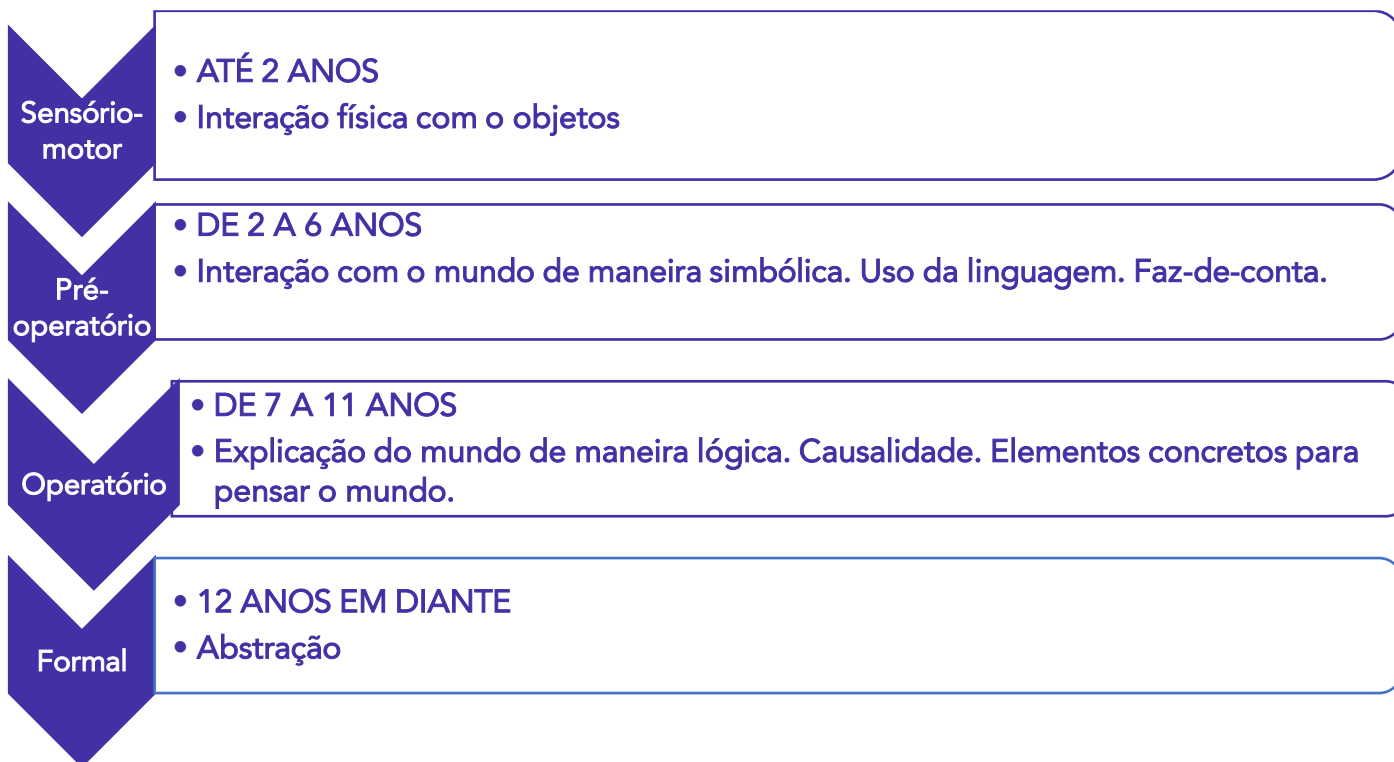 Sensório-
motor
• ATÉ 2 ANOS
• Interação física com o objetos
Pré-
operatório
• DE 2 A 6 ANOS
• Interação com o mundo de maneira simbólica. Uso da linguagem. Faz-de-conta.
Operatório
• DE 7 A 11 ANOS
• Explicação do mundo de maneira lógica. Causalidade. Elementos concretos para
pensar o mundo.
Formal
• 12 ANOS EM DIANTE
• Abstração